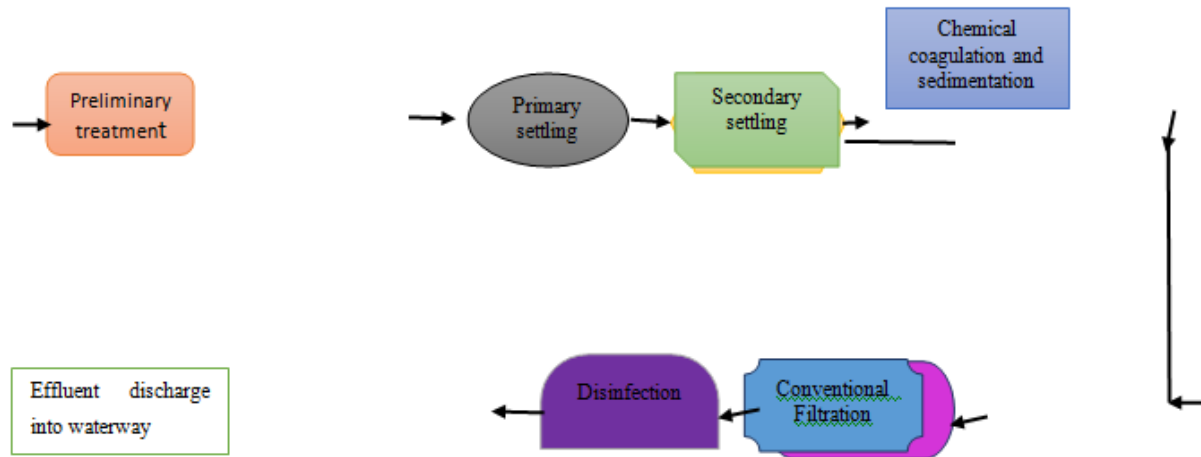 Preliminary
treatment
Primary
settling
Secondary
settling
Chemical
coagulation and
sedimentation
Effluent discharge
into waterway
Disinfection
Conventional
Filtration